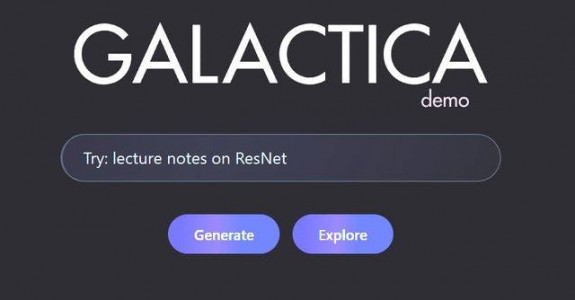 GALACTICA
demo
Try: lecture notes on ResNet
Generate
Explore